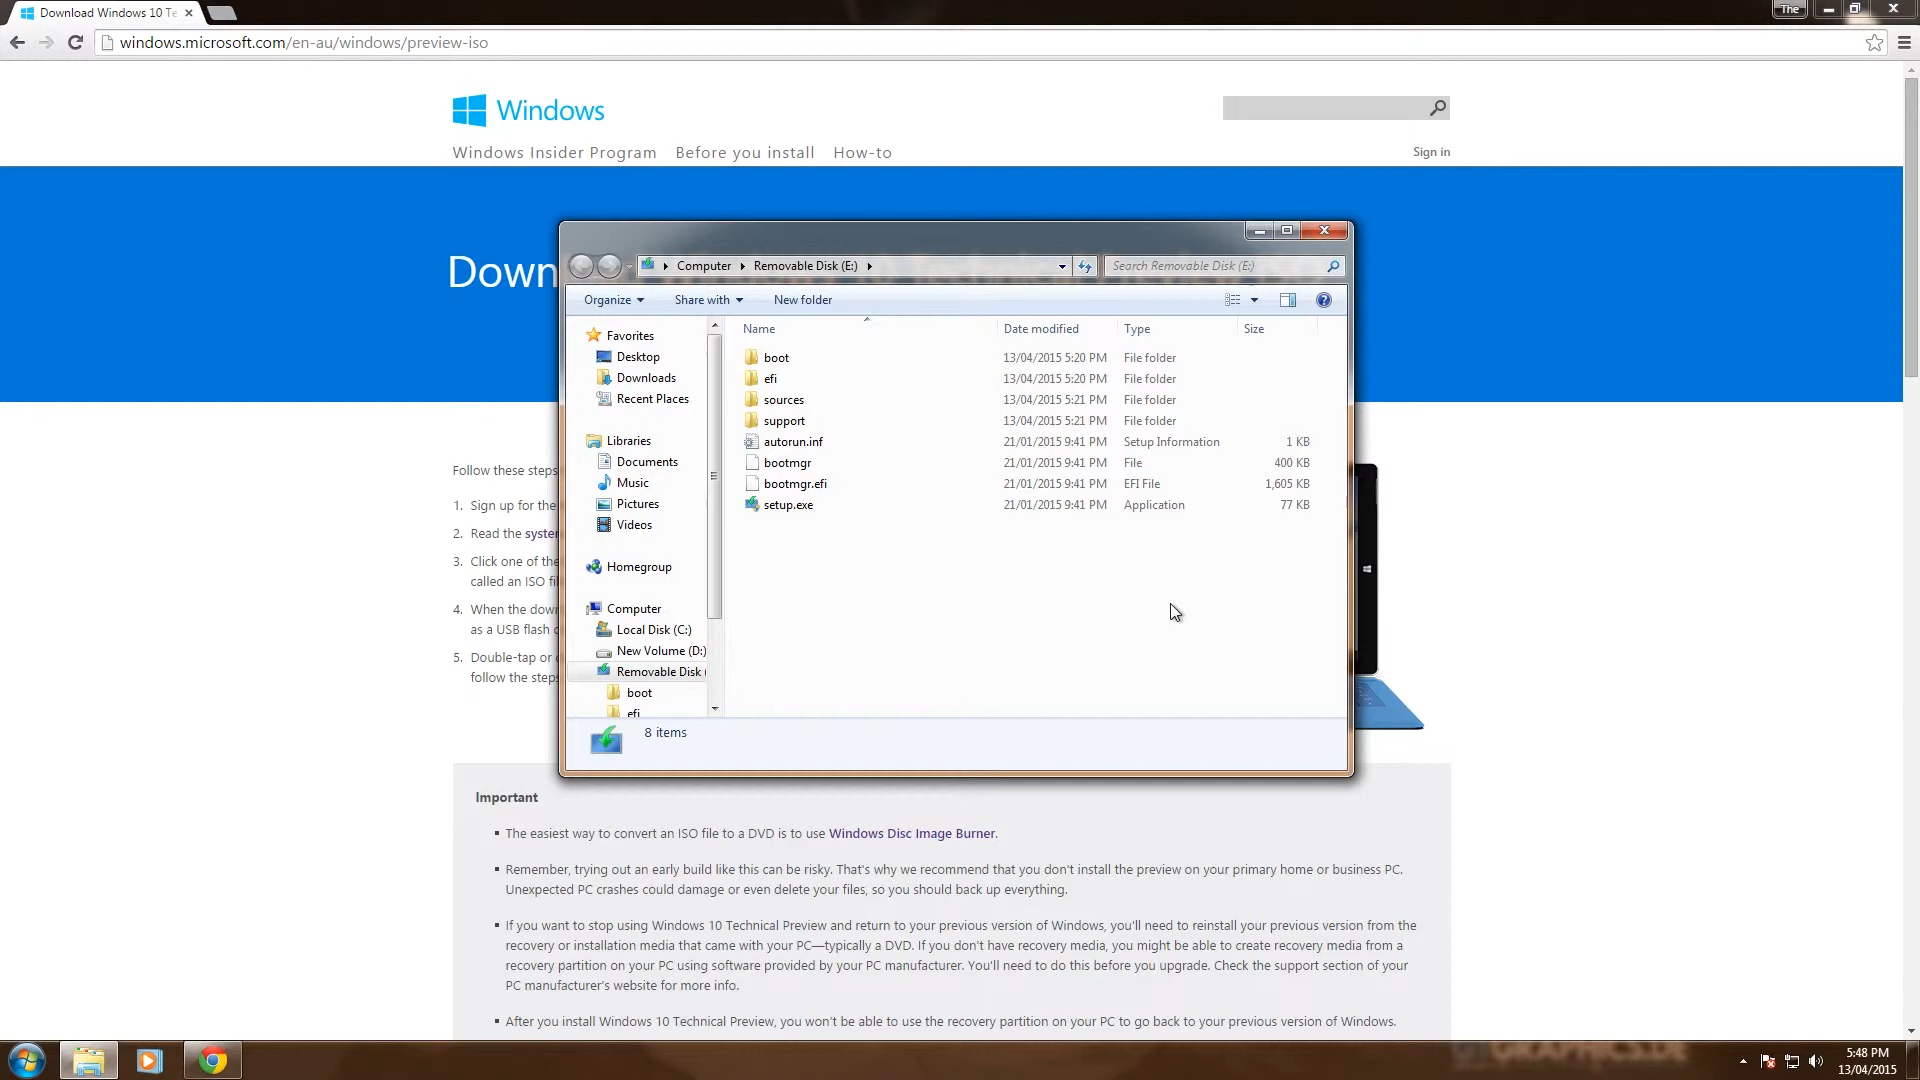 Download Windows 10 Te
The
windows.microsoft.com/en-au/windows/preview-iso
Windows
Windows Insider Program Before you install How-to
Sign in
Down
Computer Removable Disk (E:)
Search Removable Disk (E:)
Organize Share with New folder
Name Date modified Type Size
Favorites
Desktop
Downloads
Recent Places
Libraries
Documents
Music
Pictures
Videos
Homegroup
Computer
Local Disk (C:)
New Volume (D:)
Removable Disk (
boot
efi
boot 13/04/2015 5:20 PM File folder
efi 13/04/2015 5:20 PM File folder
sources 13/04/2015 5:21 PM File folder
support 13/04/2015 5:21 PM File folder
autorun.inf 21/01/2015 9:41 PM Setup Information 1 KB
bootmgr 21/01/2015 9:41 PM File 400 KB
bootmgr.efi 21/01/2015 9:41 PM EFI File 1,605 KB
setup.exe 21/01/2015 9:41 PM Application 77 KB
8 items
Follow these steps
1. Sign up for the
2. Read the syster
3. Click one of the
called an ISO fi
4. When the down
as a USB flash
5. Double-tap or
follow the steps
Important
▪ The easiest way to convert an ISO file to a DVD is to use Windows Disc Image Burner.
▪ Remember, trying out an early build like this can be risky. That's why we recommend that you don't install the preview on your primary home or business PC.
Unexpected PC crashes could damage or even delete your files, so you should back up everything.
▪ If you want to stop using Windows 10 Technical Preview and return to your previous version of Windows, you'll need to reinstall your previous version from the
recovery or installation media that came with your PC—typically a DVD. If you don't have recovery media, you might be able to create recovery media from a
recovery partition on your PC using software provided by your PC manufacturer. You'll need to do this before you upgrade. Check the support section of your
PC manufacturer's website for more info.
▪ After you install Windows 10 Technical Preview, you won't be able to use the recovery partition on your PC to go back to your previous version of Windows.
5:48 PM
13/04/2015